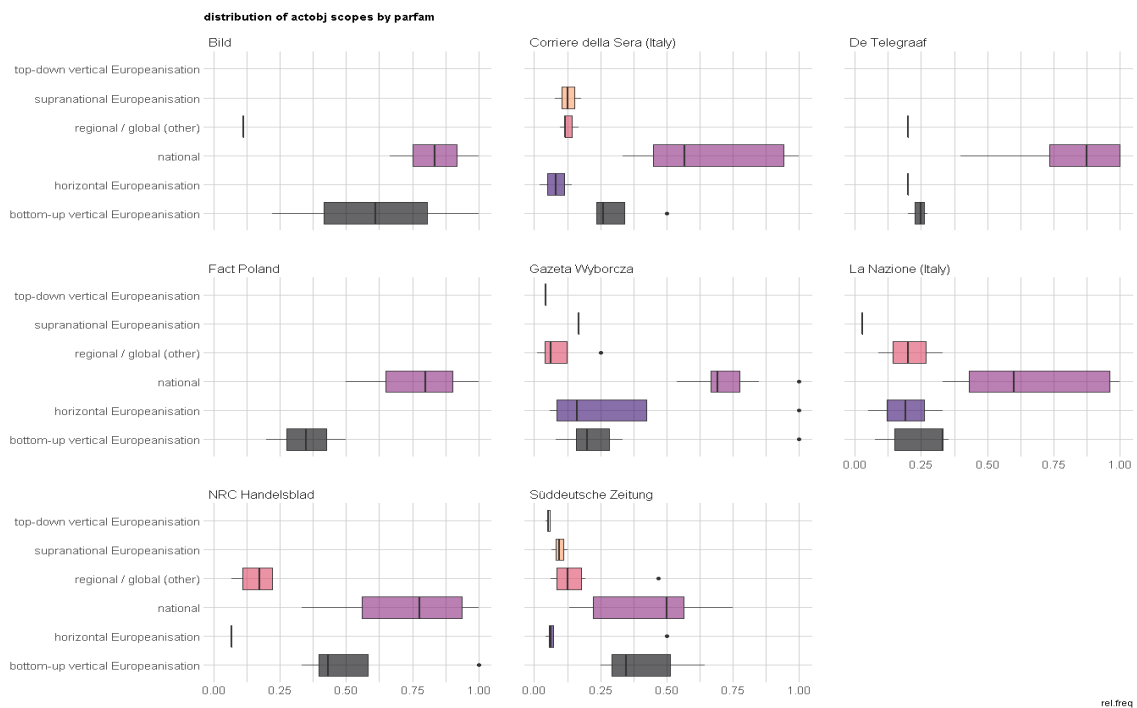 distribution of actobj scopes by parfam
Bild
Corriere della Sera (Italy)
De Telegraaf
top-down vertical Europeanisation
supranational Europeanisation
regional / global (other)
national
horizontal Europeanisation
bottom-up vertical Europeanisation
Fact Poland
Gazeta Wyborcza
La Nazione (Italy)
top-down vertical Europeanisation
supranational Europeanisation
regional / global (other)
national
horizontal Europeanisation
bottom-up vertical Europeanisation
0.00 0.25 0.50 0.75 1.00
NRC Handelsblad
Süddeutsche Zeitung
top-down vertical Europeanisation
supranational Europeanisation
regional / global (other)
national
horizontal Europeanisation
bottom-up vertical Europeanisation
0.00 0.25 0.50 0.75 1.00
0.00 0.25 0.50 0.75 1.00
rel.freq